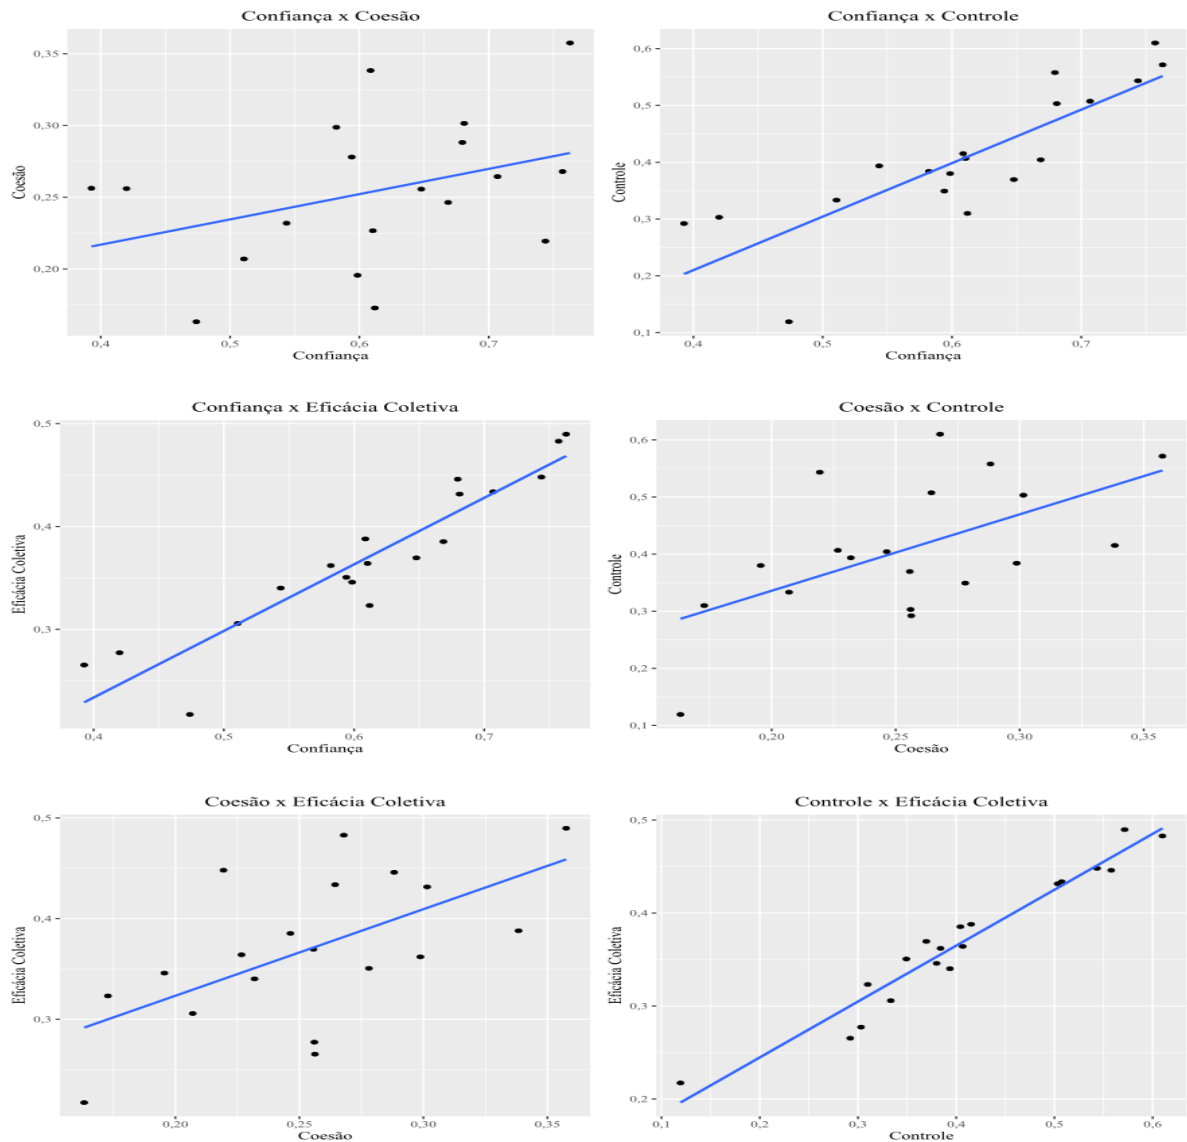 Confiança x Coesão
Coesão
0,35
0,30
0,25
0,20
0,4
0,5
0,6
0,7
Confiança
Confiança x Controle
Controle
0,6
0,5
0,4
0,3
0,2
0,1
0,4
0,5
0,6
0,7
Confiança
Confiança x Eficácia Coletiva
Eficácia Coletiva
0,5
0,4
0,3
0,4
0,5
0,6
0,7
Confiança
Coesão x Controle
Controle
0,6
0,5
0,4
0,3
0,2
0,1
0,20
0,25
0,30
0,35
Coesão
Coesão x Eficácia Coletiva
Eficácia Coletiva
0,5
0,4
0,3
0,20
0,25
0,30
0,35
Coesão
Controle x Eficácia Coletiva
Eficácia Coletiva
0,5
0,4
0,3
0,2
0,1
0,2
0,3
0,4
0,5
0,6
Controle